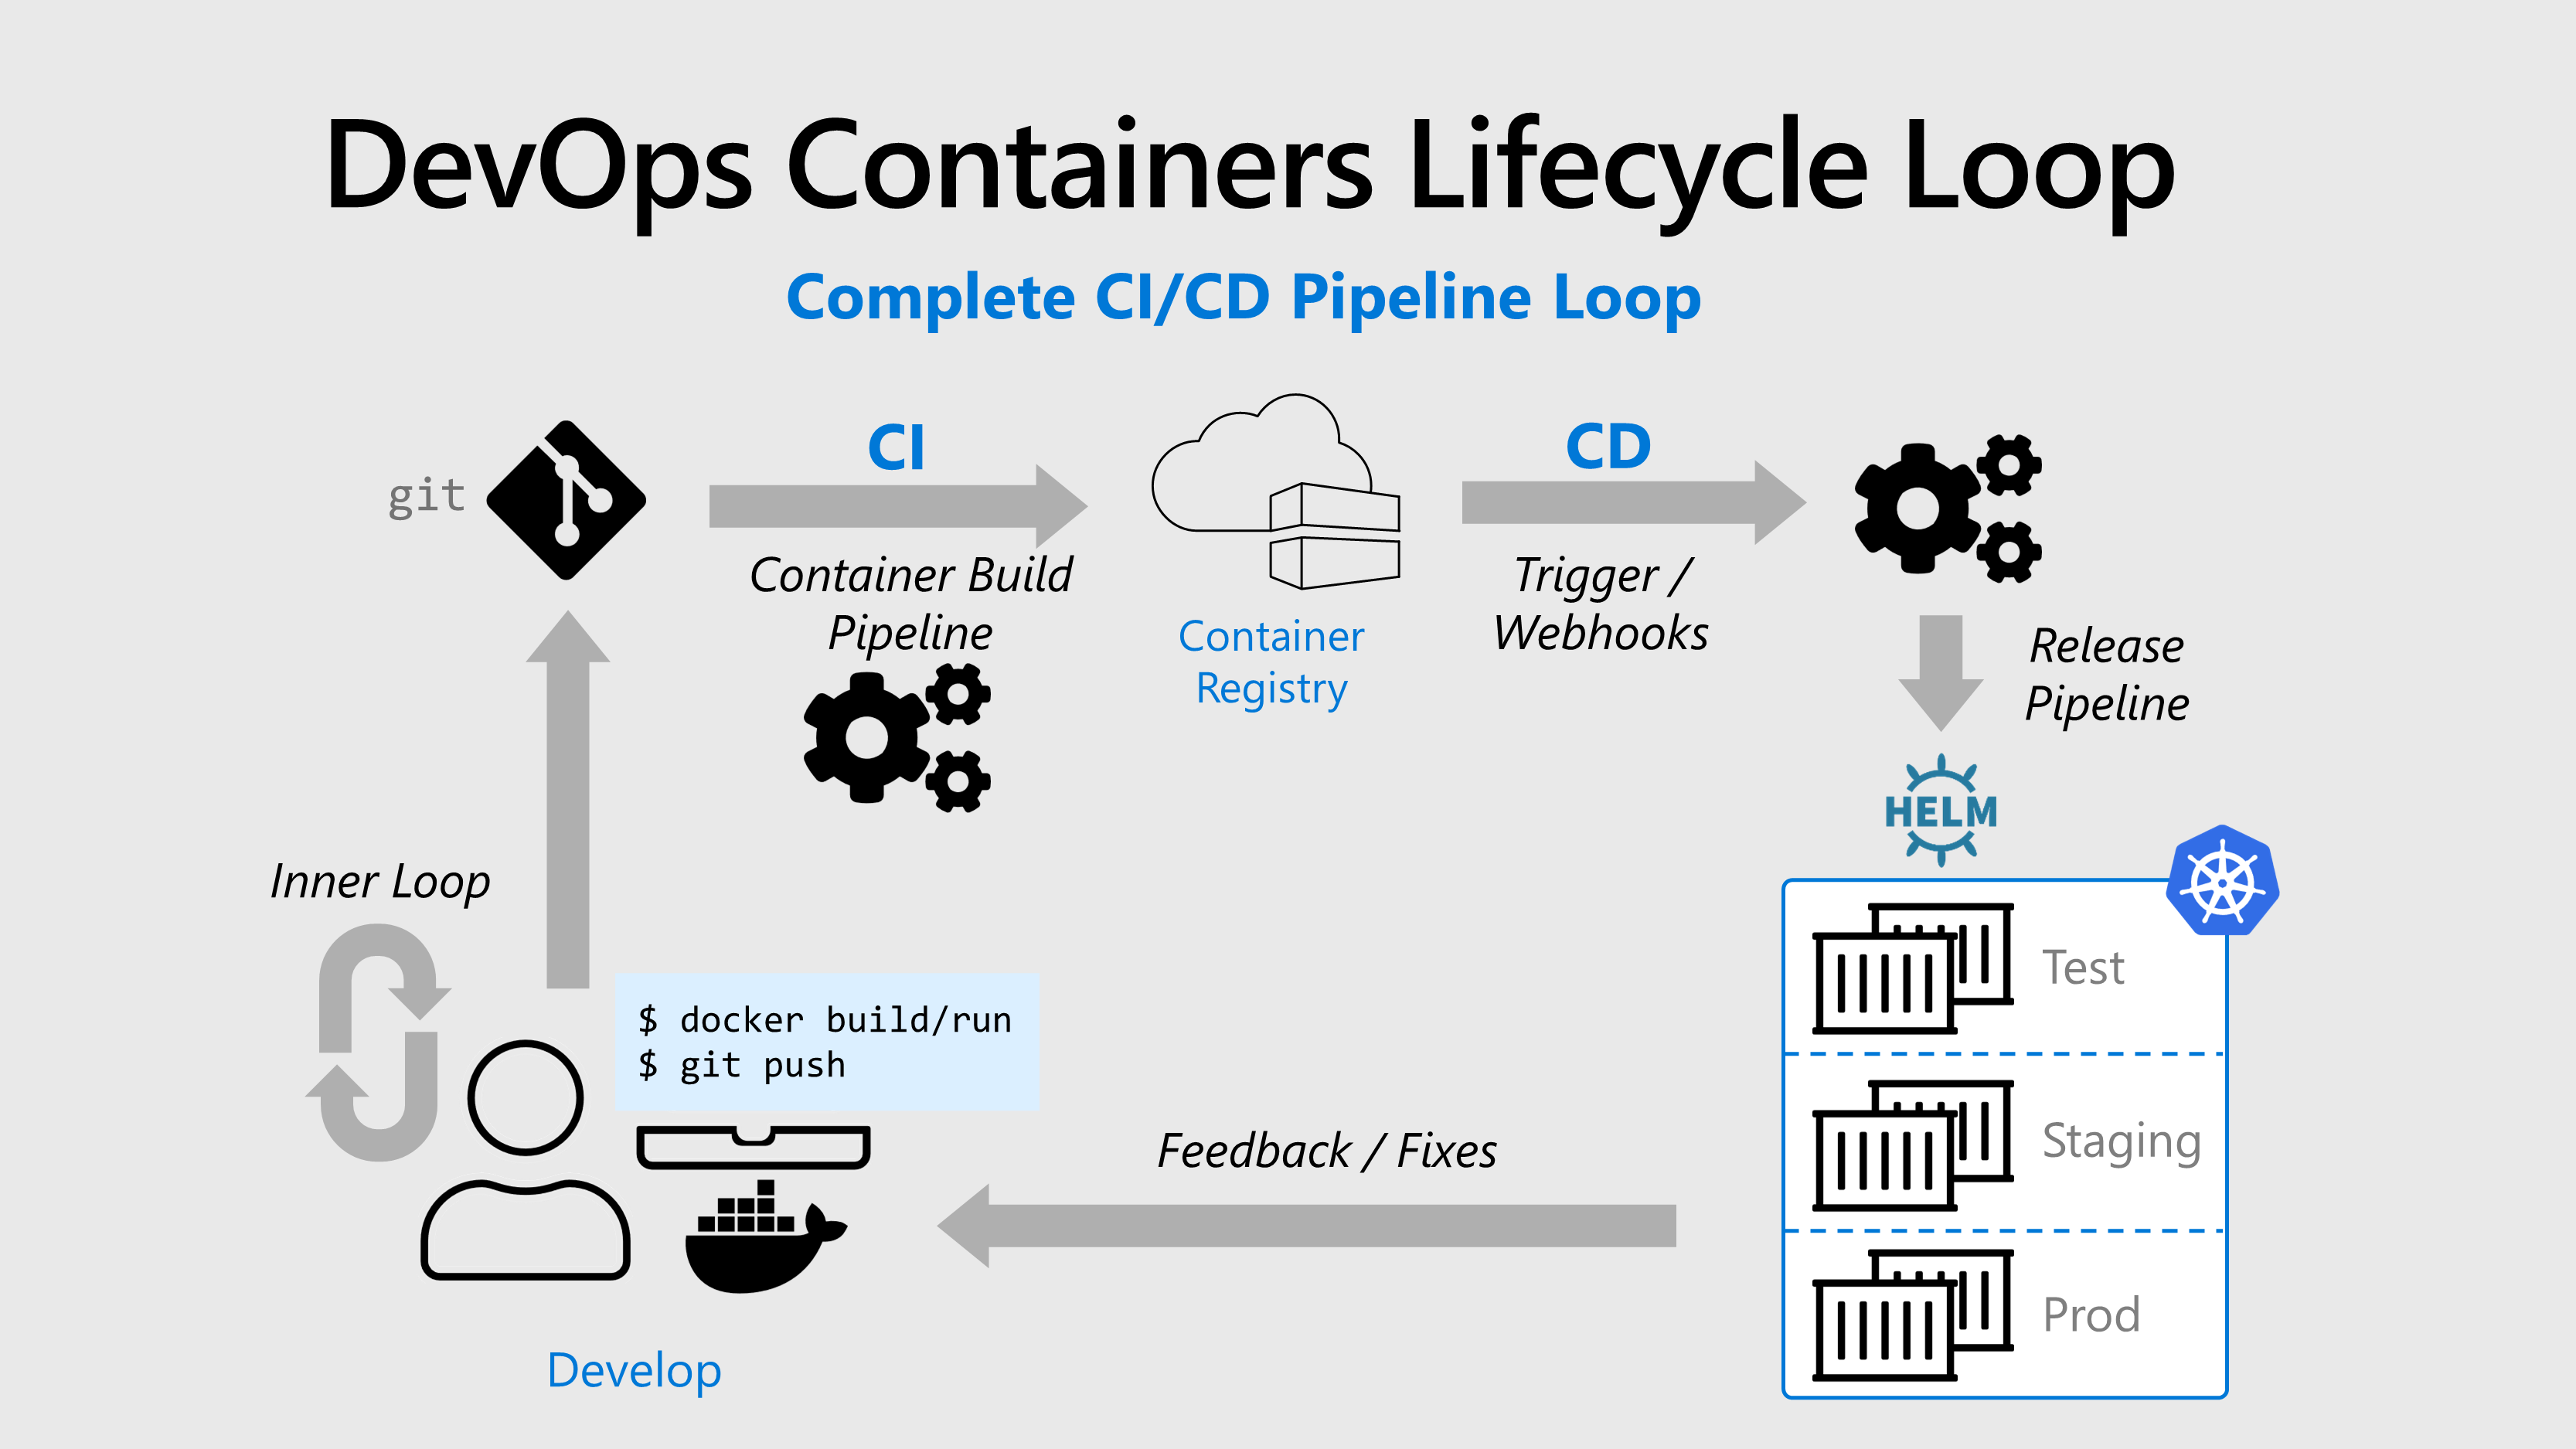 DevOps Containers Lifecycle Loop
Complete CI/CD Pipeline Loop
git
CI
Container Build
Pipeline
Container
Registry
CD
Trigger /
Webhooks
Release
Pipeline
HELM
Inner Loop
$ docker build/run
$ git push
Develop
Feedback / Fixes
Test
Staging
Prod